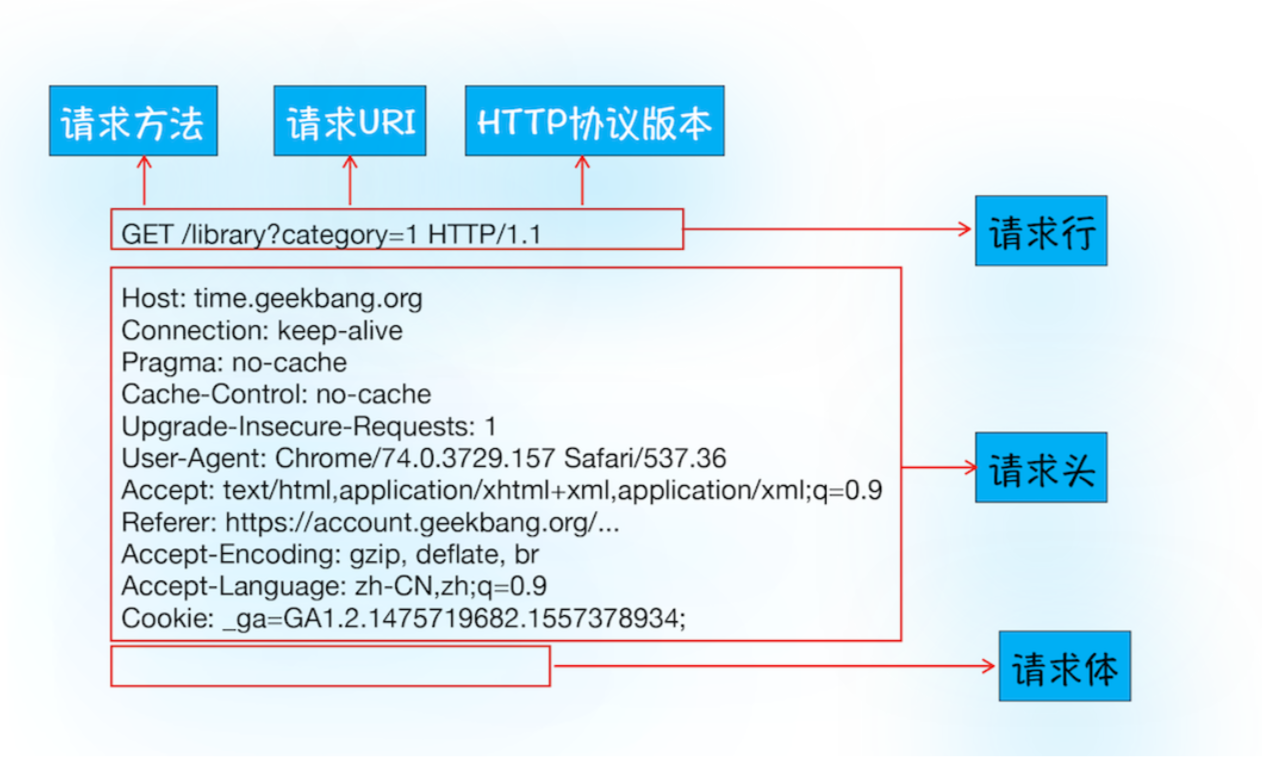 请求方法
请求URI
HTTP协议版本
GET /library?category=1 HTTP/1.1
请求行
Host: time.geekbang.org
Connection: keep-alive
Pragma: no-cache
Cache-Control: no-cache
Upgrade-Insecure-Requests: 1
User-Agent: Chrome/74.0.3729.157 Safari/537.36
Accept: text/html,application/xhtml+xml,application/xml;q=0.9
Referer: https://account.geekbang.org/...
Accept-Encoding: gzip, deflate, br
Accept-Language: zh-CN,zh;q=0.9
Cookie: _ga=GA1.2.1475719682.1557378934;
请求头
请求体